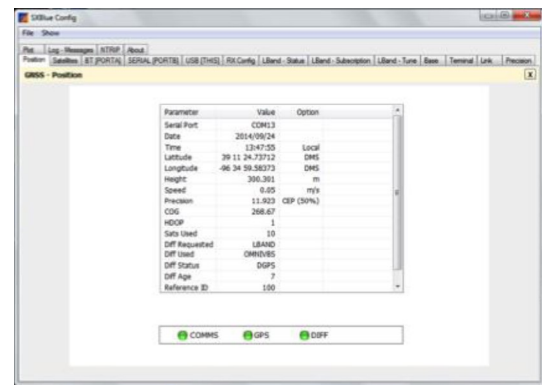 SXBlue Config
File Show
Plot Log - Messages NTRIP About
Position Satellites BT [PORTA] SERIAL [PORTB] USB [THIS] RX Config LBand - Status LBand - Subscription LBand - Tune Base Terminal Link Precision
GNSS - Position X
Parameter Value Option
Serial Port COM13
Date 2014/09/24
Time 13:47:55 Local
Latitude 39 11 24.73712 DMS
Longitude -96 34 59.58373 DMS
Height 300.301 m
Speed 0.05 m/s
Precision 11.923 CEP (50%)
COG 268.67
HDOP 1
Sats Used 10
Diff Requested LBAND
Diff Used OMNIVBS
Diff Status DGPS
Diff Age 7
Reference ID 100
COMMS GPS DIFF